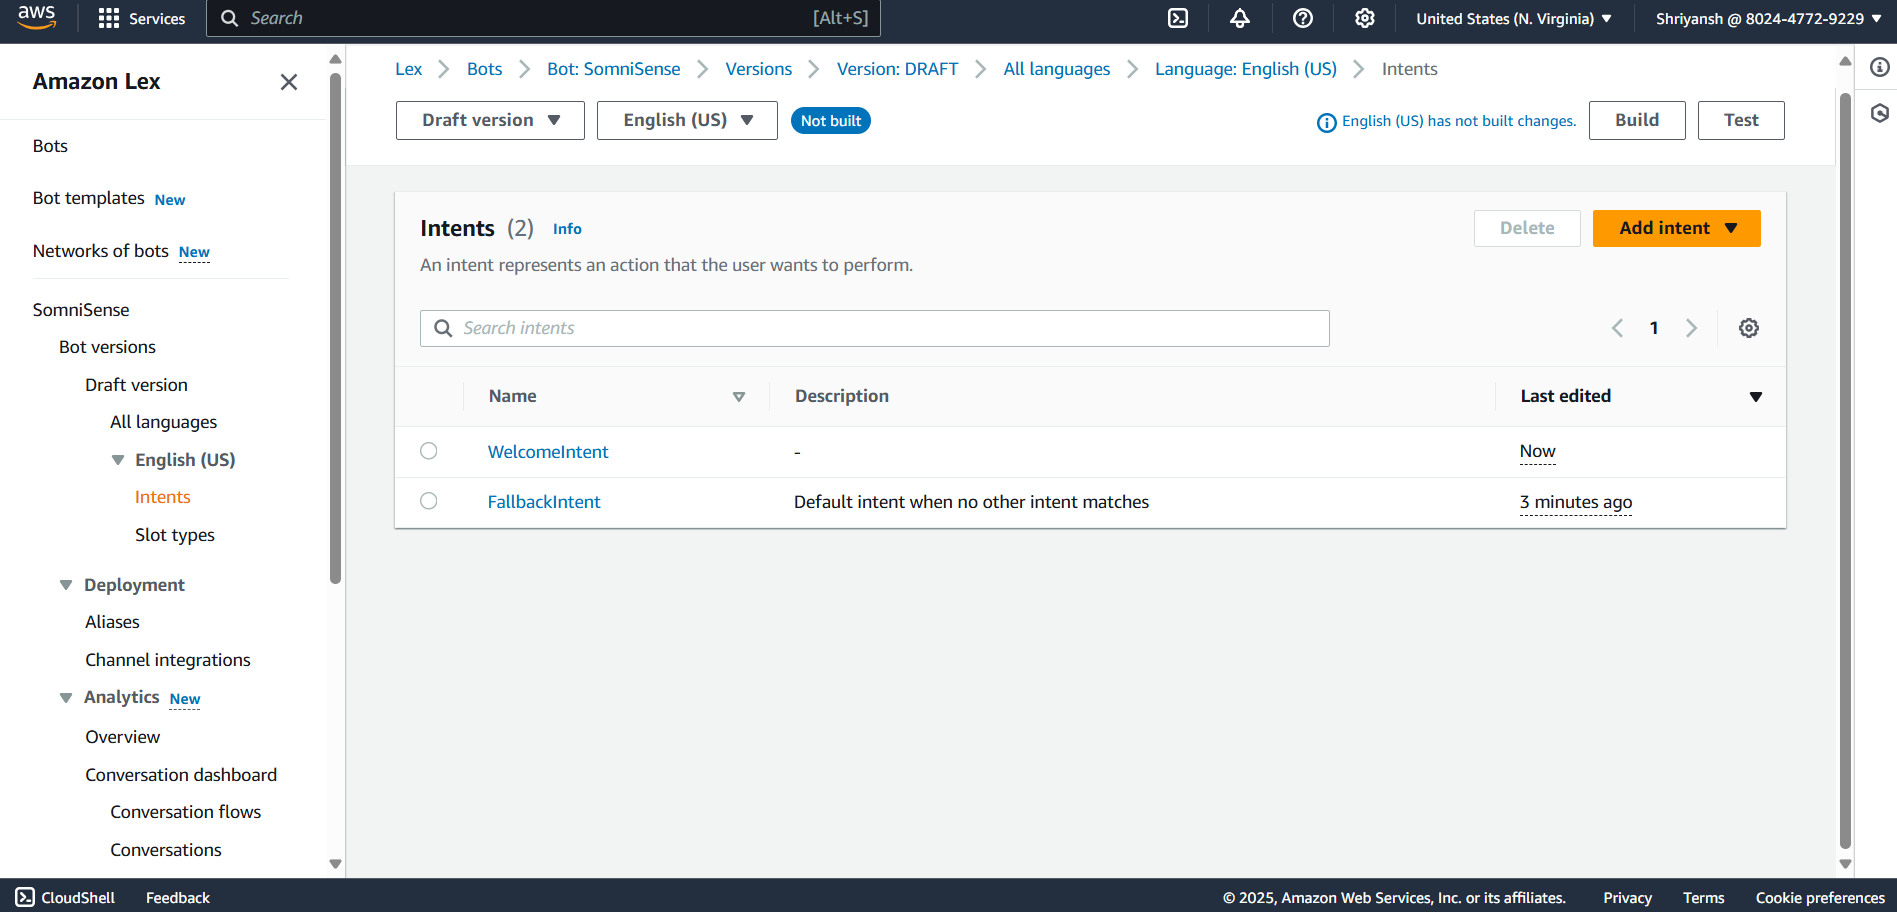 aws
Services
Search
[Alt+S]
United States (N. Virginia)
Shriyansh @ 8024-4772-9229
Amazon Lex
Bots
Bot templates New
Networks of bots New
SomniSense
Bot versions
Draft version
All languages
English (US)
Intents
Slot types
Deployment
Aliases
Channel integrations
Analytics New
Overview
Conversation dashboard
Conversation flows
Conversations
Lex
Bots
Bot: SomniSense
Versions
Version: DRAFT
All languages
Language: English (US)
Intents
Draft version
English (US)
Not built
English (US) has not built changes.
Build
Test
Intents (2) Info
Delete
Add intent
An intent represents an action that the user wants to perform.
Search intents
1
Name Description Last edited
WelcomeIntent - Now
FallbackIntent Default intent when no other intent matches 3 minutes ago
CloudShell Feedback © 2025, Amazon Web Services, Inc. or its affiliates. Privacy Terms Cookie preferences